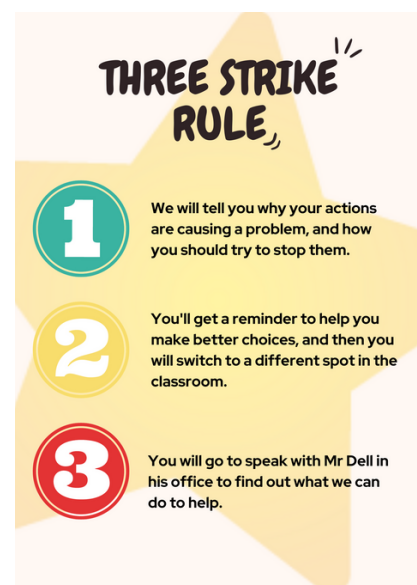 THREE STRIKE
RULE
1
We will tell you why your actions
are causing a problem, and how
you should try to stop them.
2
You'll get a reminder to help you
make better choices, and then you
will switch to a different spot in the
classroom.
3
You will go to speak with Mr Dell in
his office to find out what we can
do to help.